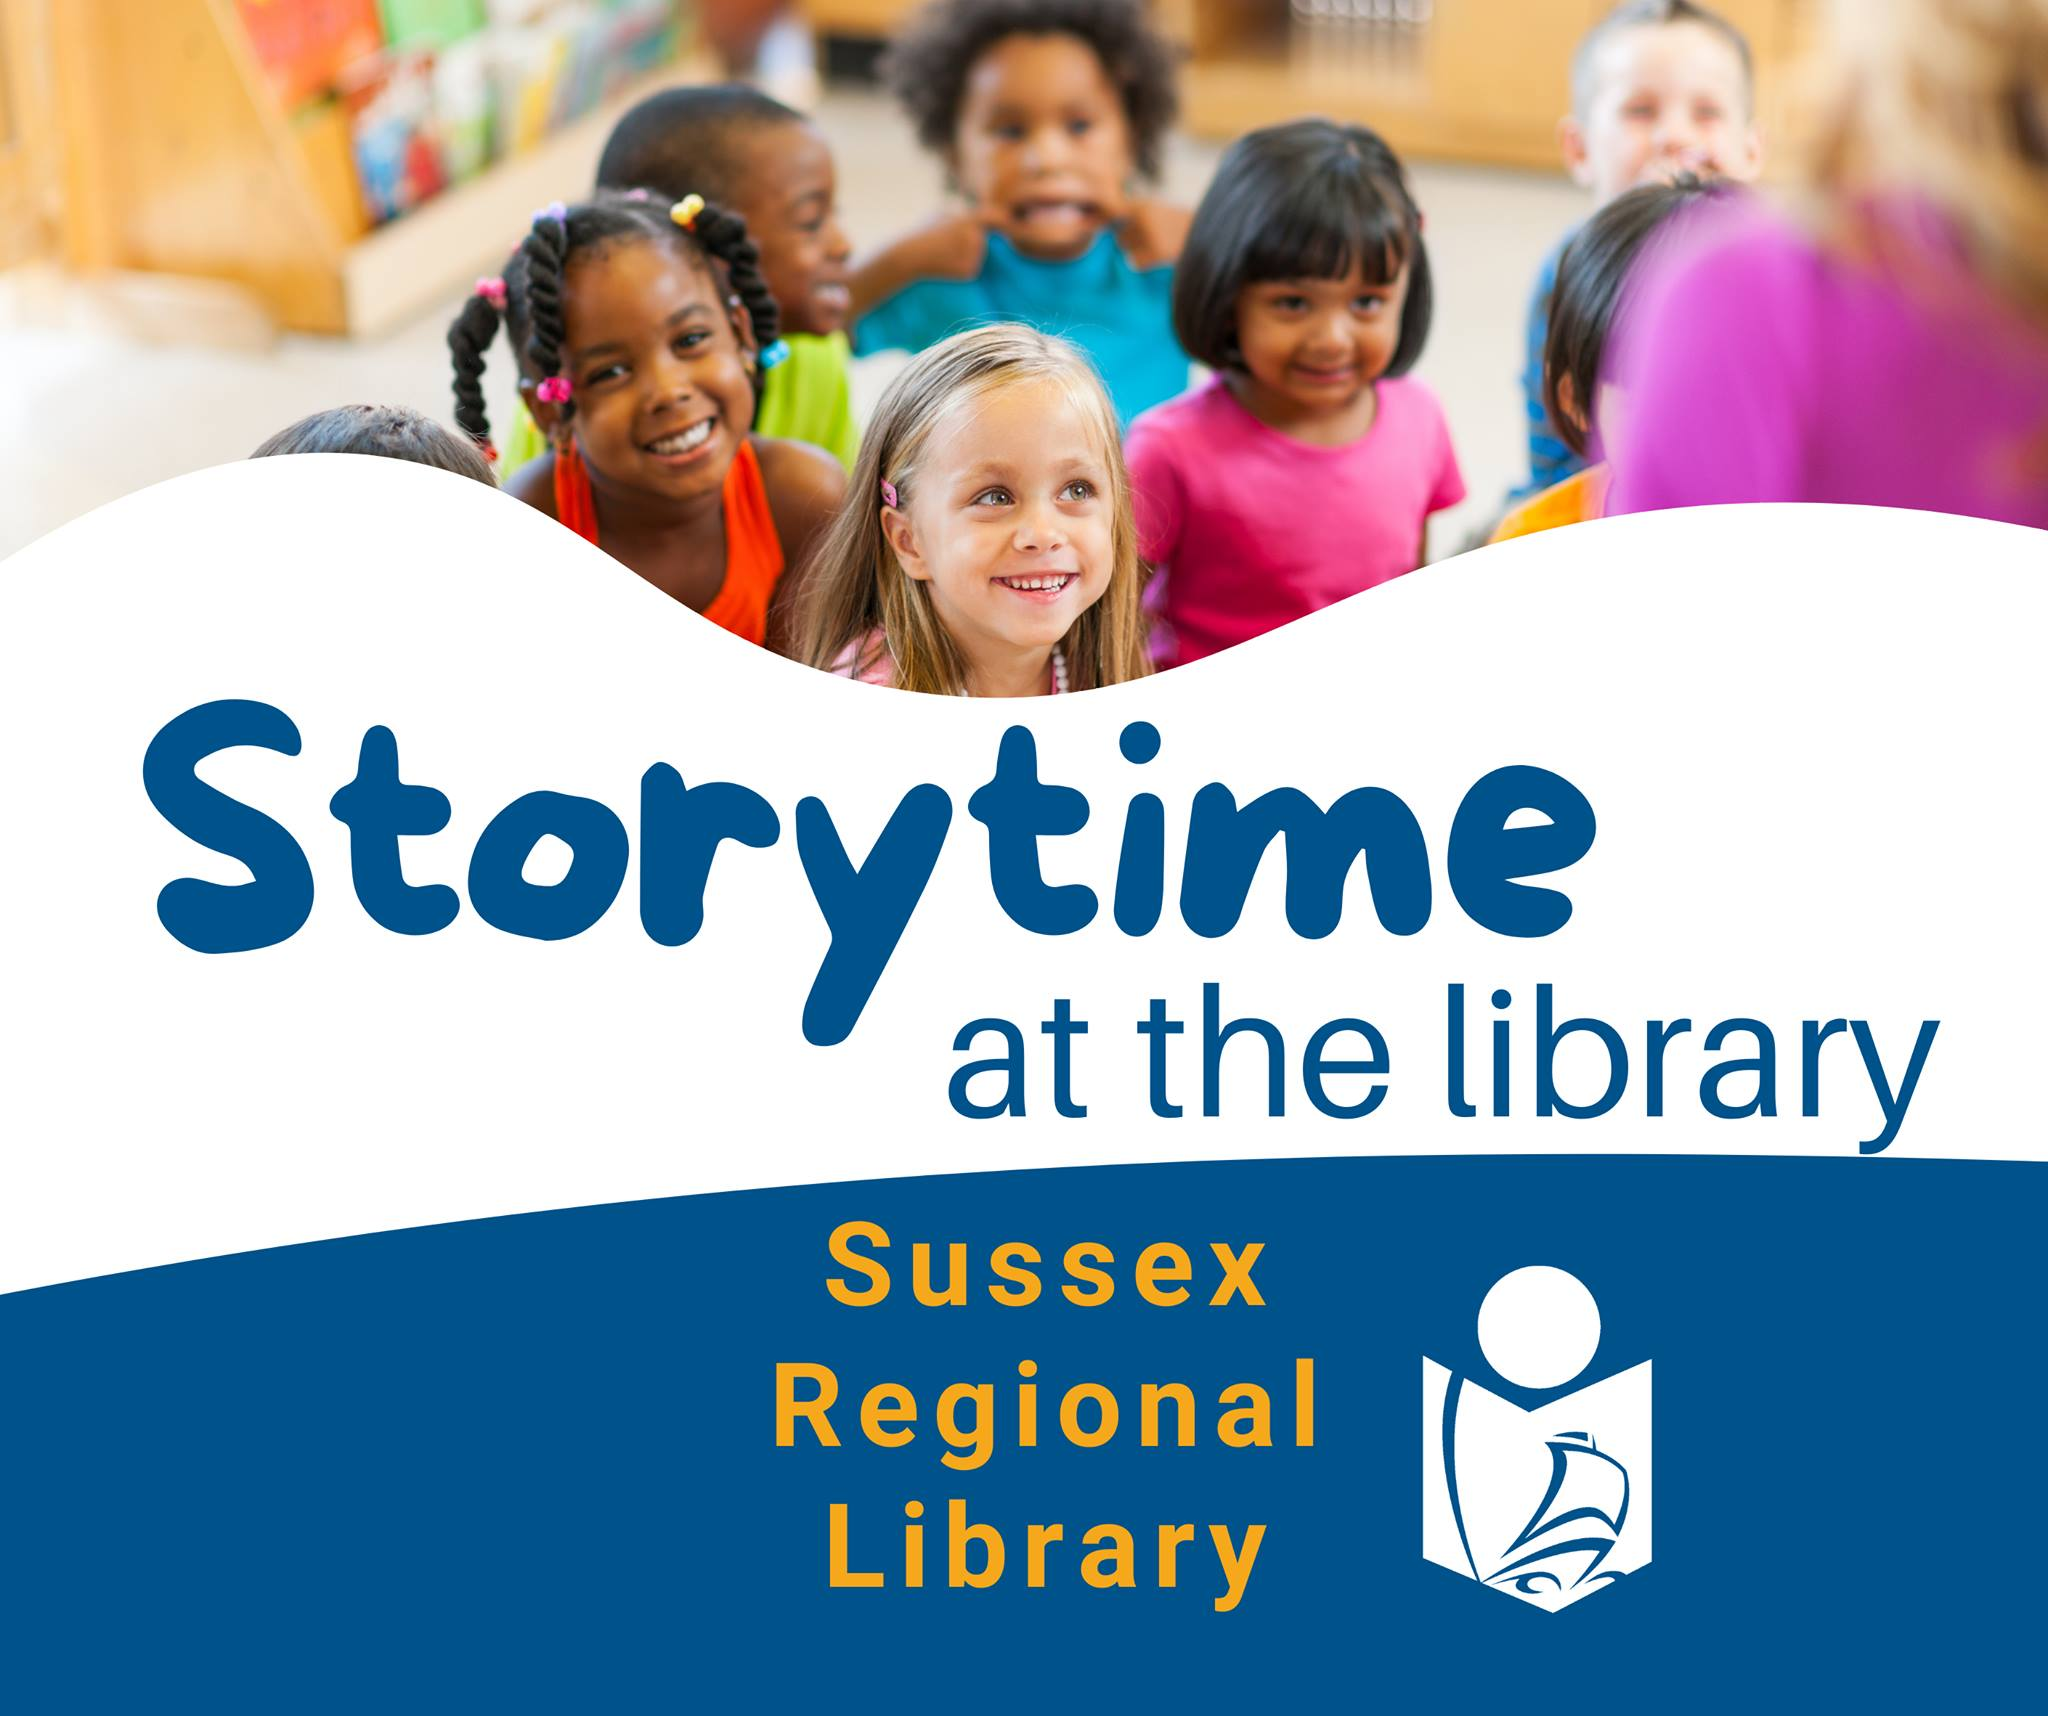 Storytime
at the library
Sussex
Regional
Library